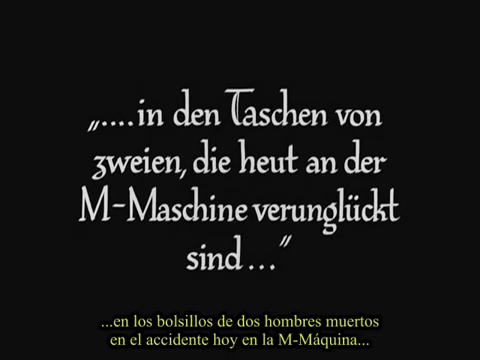 „....in den Taschen von
zweien, die heut an der
M-Maschine verunglückt
sind..."
...en los bolsillos de dos hombres muertos
en el accidente hoy en la M-Máquina...